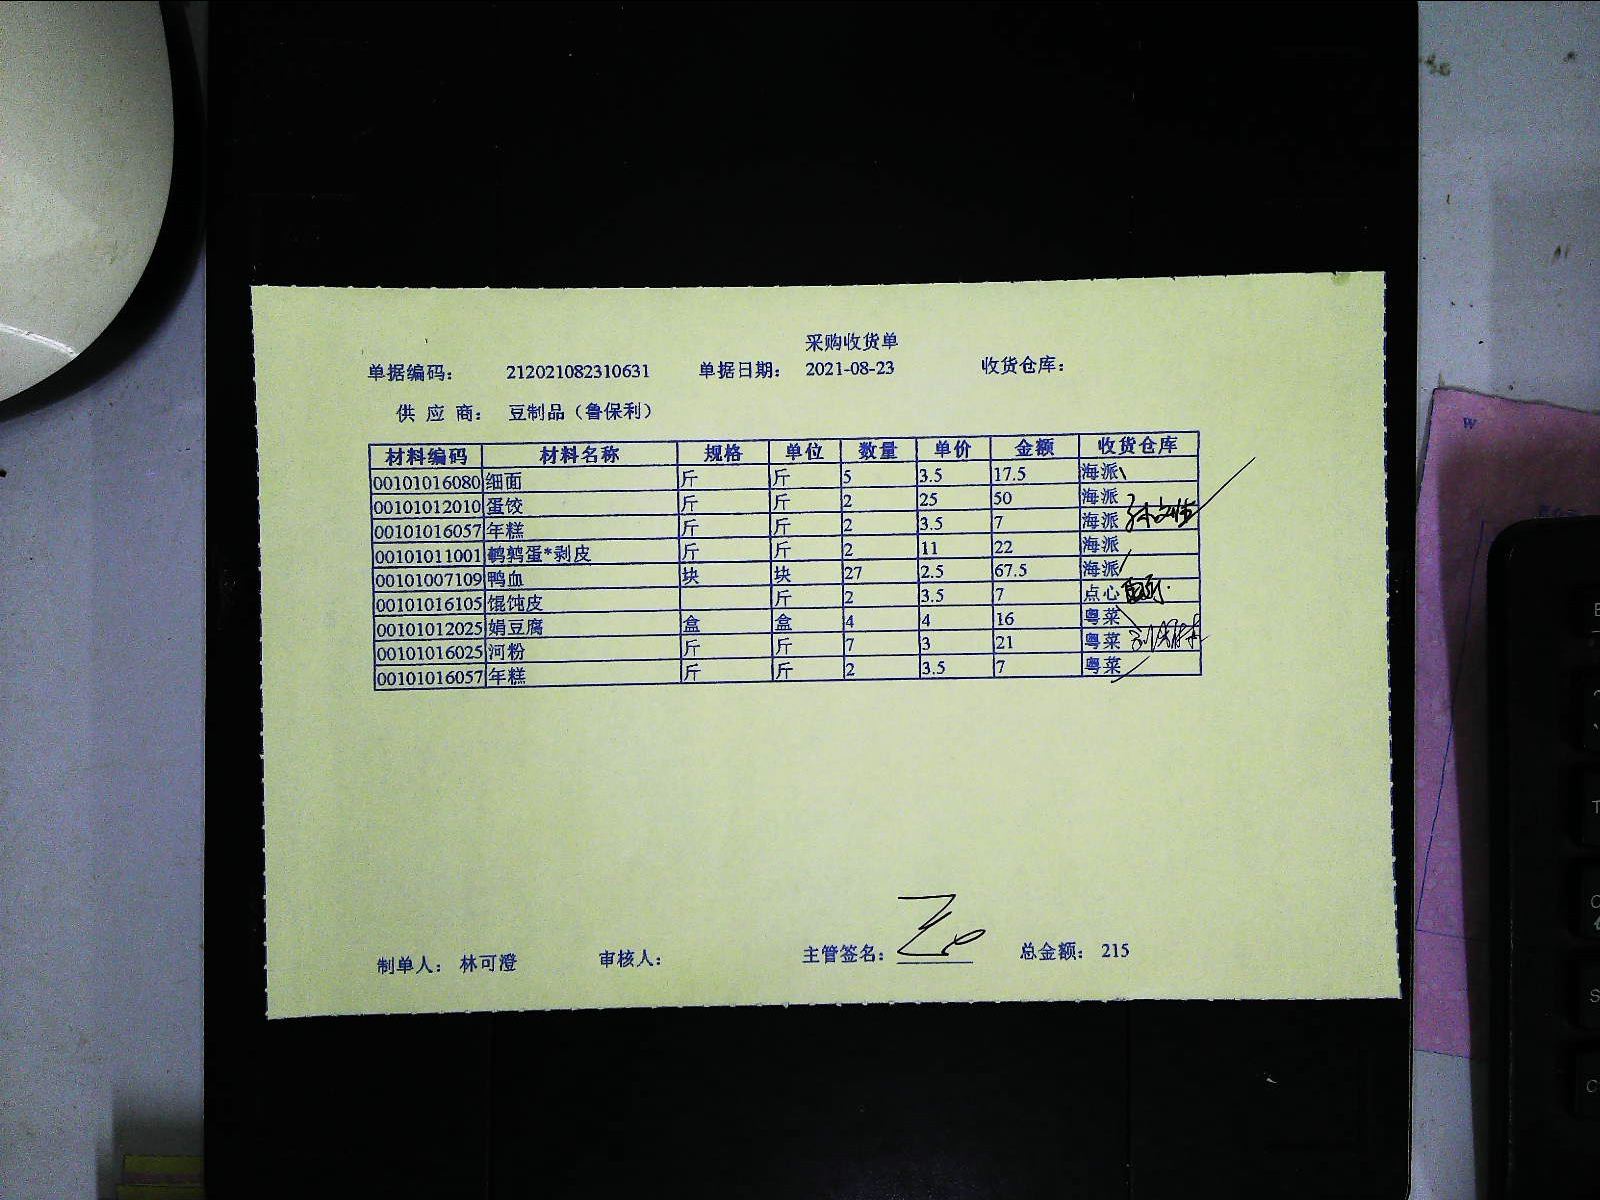 采购收货单
单据编码： 212021082310631 单据日期： 2021-08-23 收货仓库：
供 应 商： 豆制品（鲁保利）
材料编码 材料名称 规格 单位 数量 单价 金额 收货仓库
00101016080 细面 斤 斤 5 3.5 17.5 海派
00101012010 蛋饺 斤 斤 2 25 50 海派
00101016057 年糕 斤 斤 2 3.5 7 海派
00101011001 鹌鹑蛋*剥皮 斤 斤 2 11 22 海派
00101007109 鸭血 块 块 27 2.5 67.5 海派
00101016105 馄饨皮 斤 2 3.5 7 点心
00101012025 娟豆腐 盒 盒 4 4 16 粤菜
00101016025 河粉 斤 斤 7 3 21 粤菜
00101016057 年糕 斤 斤 2 3.5 7 粤菜
制单人： 林可澄 审核人： 主管签名： 总金额： 215
W